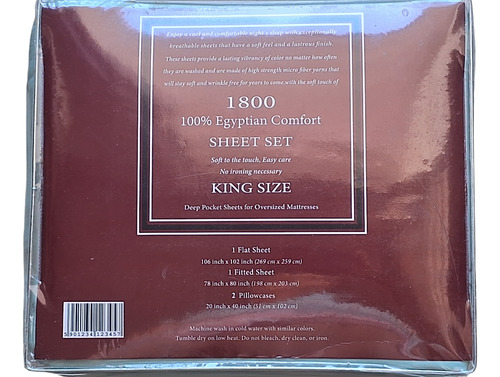 Enjoy a cool and comfortable night's sleep with exceptionally
breathable sheets that have a soft feel and a lustrous finish.
These sheets provide a lasting vibrancy of color no matter how often
they are washed and are made of high strength micro fiber yarns that
will stay soft and wrinkle free for years to come with the soft touch of
1800
100% Egyptian Comfort
SHEET SET
Soft to the touch, Easy care
No ironing necessary
KING SIZE
Deep Pocket Sheets for Oversized Mattresses
1 Flat Sheet
106 inch x 102 inch (269 cm x 259 cm)
1 Fitted Sheet
78 inch x 80 inch (198 cm x 203 cm)
2 Pillowcases
20 inch x 40 inch (51 cm x 102 cm)
5901234123457
Machine wash in cold water with similar colors.
Tumble dry on low heat. Do not bleach, dry clean, or iron.